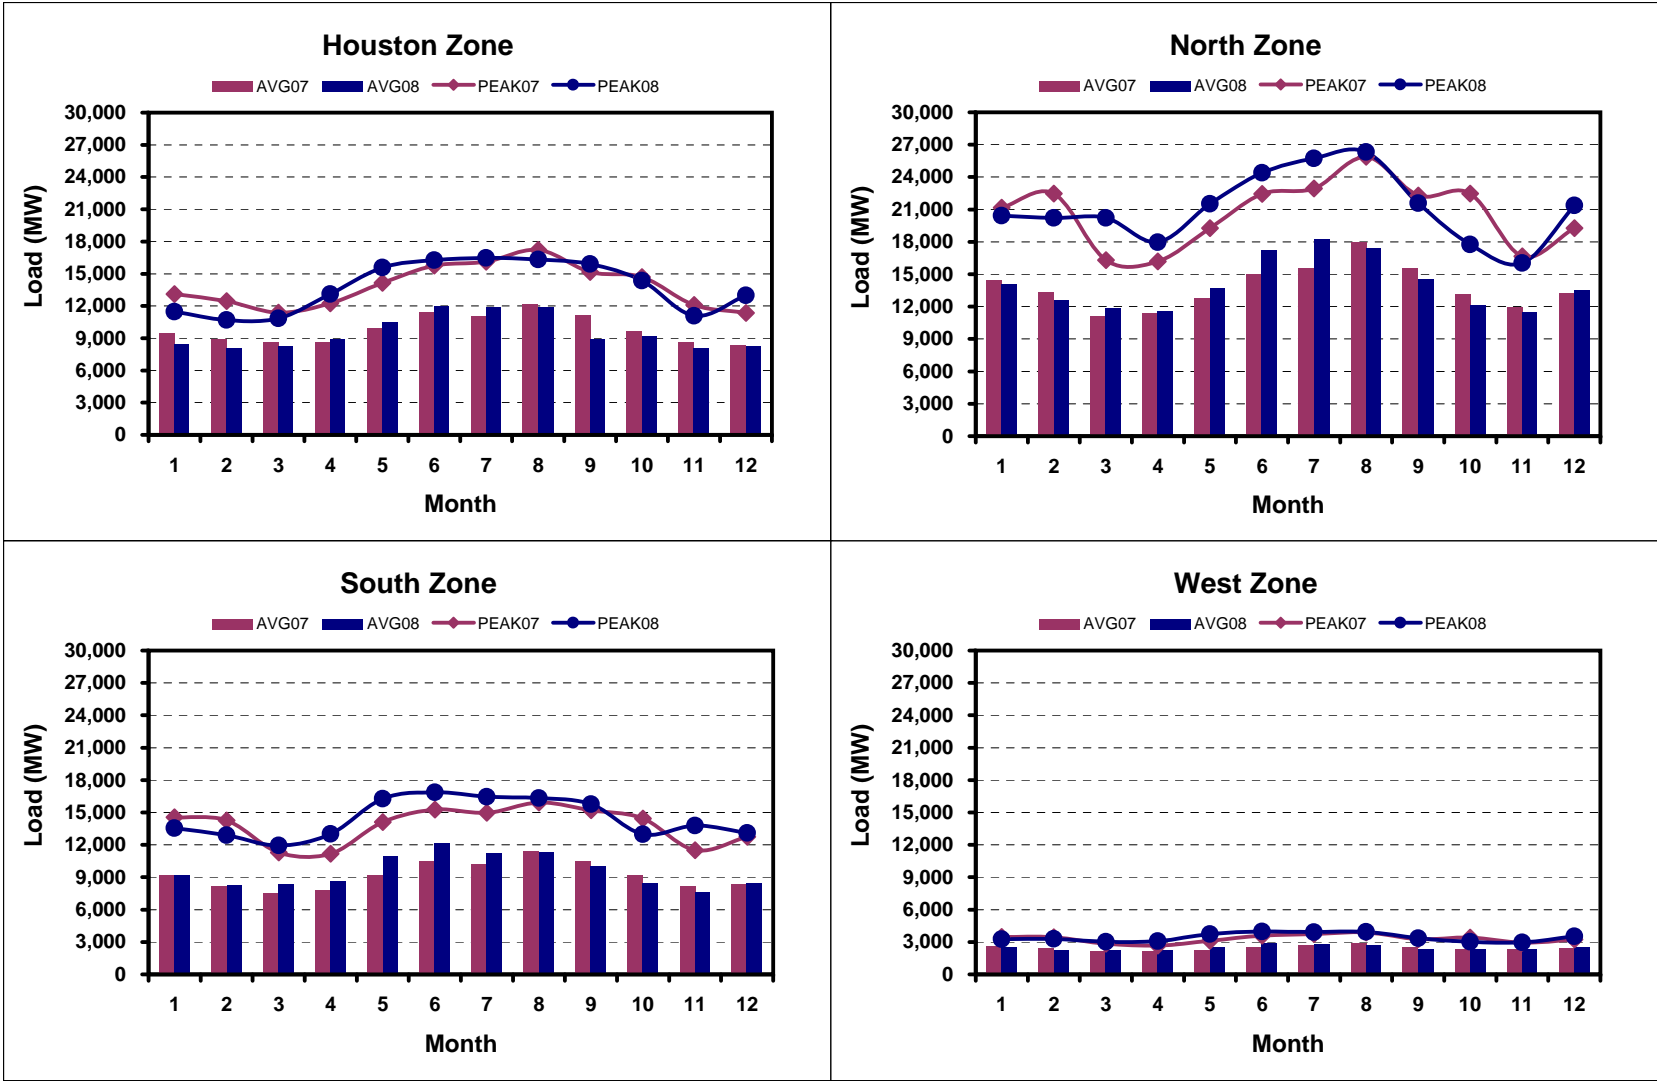 Houston Zone
AVG07 AVG08 PEAK07 PEAK08
30,000
27,000
24,000
21,000
18,000
15,000
12,000
9,000
6,000
3,000
0
Load (MW)
1 2 3 4 5 6 7 8 9 10 11 12
Month
North Zone
AVG07 AVG08 PEAK07 PEAK08
30,000
27,000
24,000
21,000
18,000
15,000
12,000
9,000
6,000
3,000
0
Load (MW)
1 2 3 4 5 6 7 8 9 10 11 12
Month
South Zone
AVG07 AVG08 PEAK07 PEAK08
30,000
27,000
24,000
21,000
18,000
15,000
12,000
9,000
6,000
3,000
0
Load (MW)
1 2 3 4 5 6 7 8 9 10 11 12
Month
West Zone
AVG07 AVG08 PEAK07 PEAK08
30,000
27,000
24,000
21,000
18,000
15,000
12,000
9,000
6,000
3,000
0
Load (MW)
1 2 3 4 5 6 7 8 9 10 11 12
Month